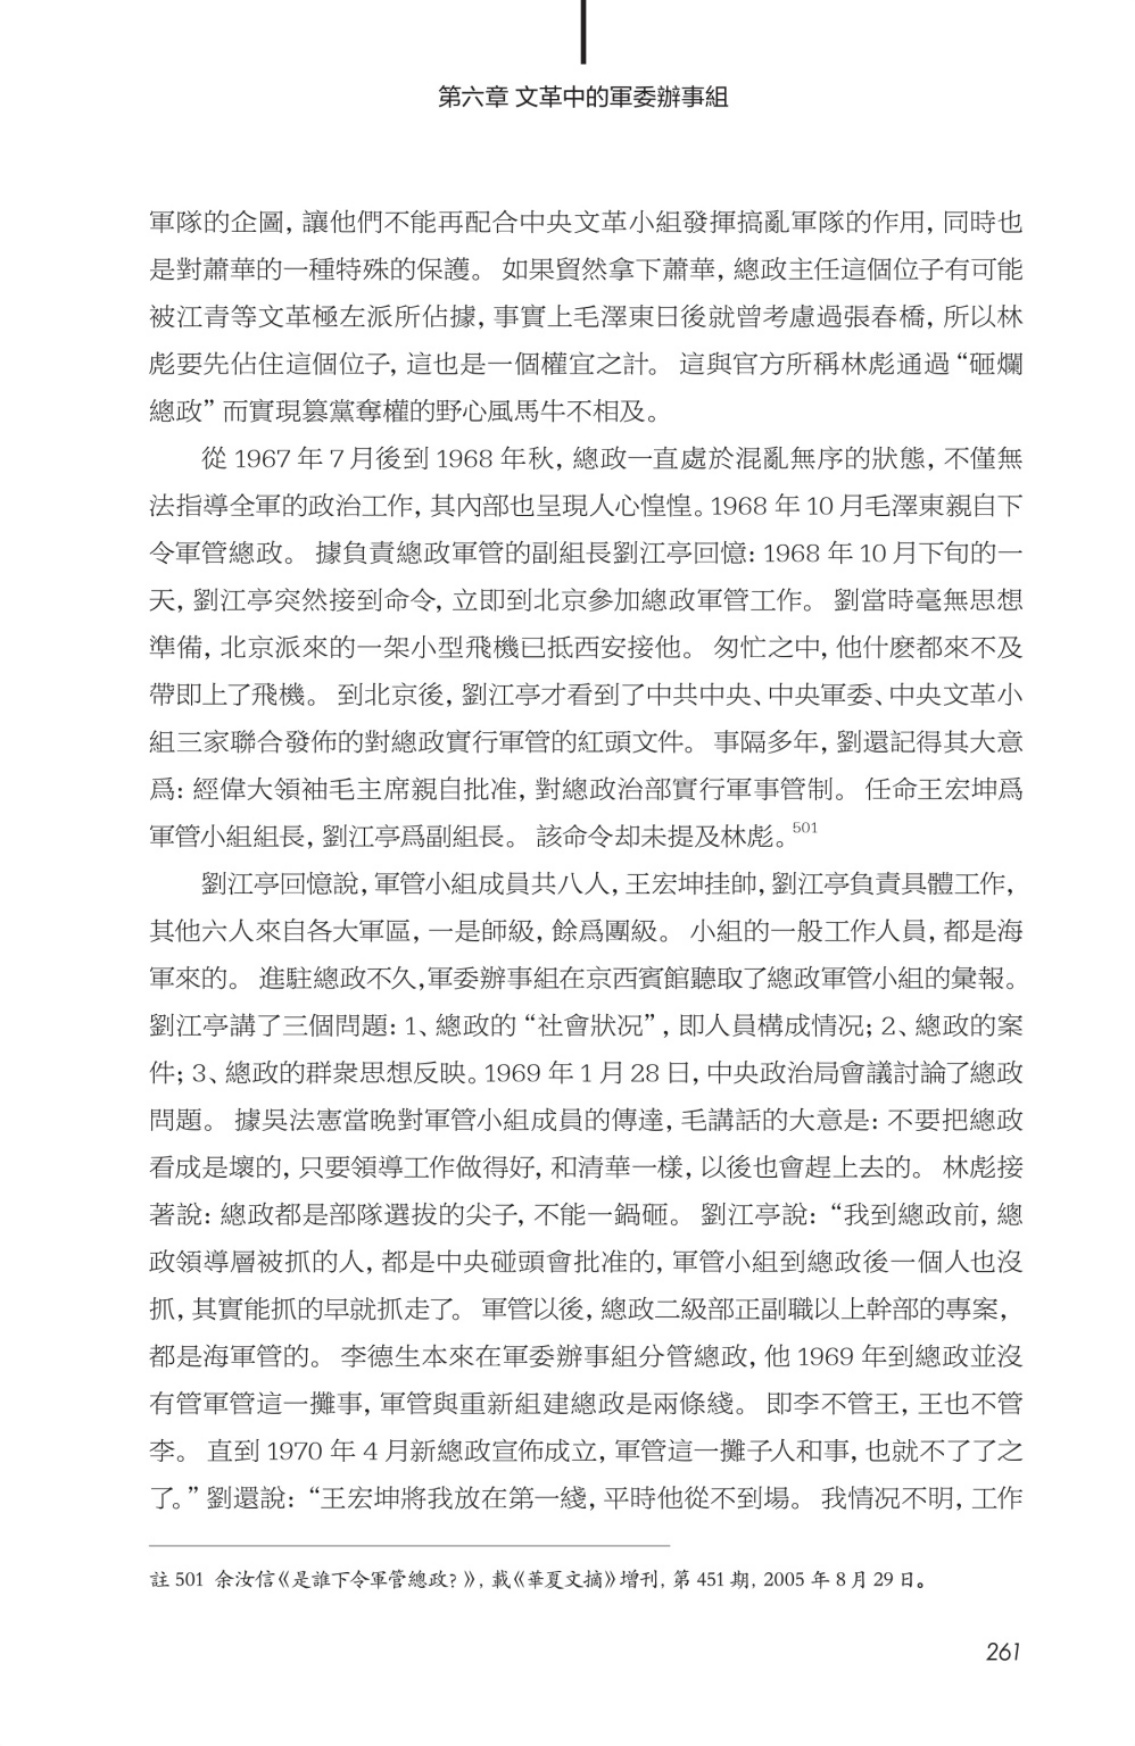 第六章 文革中的軍委辦事組
軍隊的企圖, 讓他們不能再配合中央文革小組發揮搞亂軍隊的作用, 同時也
是對蕭華的一種特殊的保護。 如果貿然拿下蕭華, 總政主任這個位子有可能
被江青等文革極左派所佔據, 事實上毛澤東日後就曾考慮過張春橋, 所以林
彪要先佔住這個位子, 這也是一個權宜之計。 這與官方所稱林彪通過 “砸爛
總政” 而實現篡黨奪權的野心風馬牛不相及。
從 1967 年 7 月後到 1968 年秋, 總政一直處於混亂無序的狀態, 不僅無
法指導全軍的政治工作, 其內部也呈現人心惶惶。1968 年 10 月毛澤東親自下
令軍管總政。 據負責總政軍管的副組長劉江亭回憶: 1968 年 10 月下旬的一
天, 劉江亭突然接到命令, 立即到北京參加總政軍管工作。 劉當時毫無思想
準備, 北京派來的一架小型飛機已抵西安接他。 匆忙之中, 他什麽都來不及
帶即上了飛機。 到北京後, 劉江亭才看到了中共中央、中央軍委、中央文革小
組三家聯合發佈的對總政實行軍管的紅頭文件。 事隔多年, 劉還記得其大意
爲: 經偉大領袖毛主席親自批准, 對總政治部實行軍事管制。 任命王宏坤爲
軍管小組組長, 劉江亭爲副組長。 該命令却未提及林彪。501
劉江亭回憶說, 軍管小組成員共八人, 王宏坤挂帥, 劉江亭負責具體工作,
其他六人來自各大軍區, 一是師級, 餘爲團級。 小組的一般工作人員, 都是海
軍來的。 進駐總政不久, 軍委辦事組在京西賓館聽取了總政軍管小組的彙報。
劉江亭講了三個問題: 1、總政的 “社會狀況”, 即人員構成情況; 2、總政的案
件; 3、總政的群衆思想反映。1969 年 1 月 28 日, 中央政治局會議討論了總政
問題。 據吳法憲當晚對軍管小組成員的傳達, 毛講話的大意是: 不要把總政
看成是壞的, 只要領導工作做得好, 和清華一樣, 以後也會趕上去的。 林彪接
著說: 總政都是部隊選拔的尖子, 不能一鍋砸。 劉江亭說: “我到總政前, 總
政領導層被抓的人, 都是中央碰頭會批准的, 軍管小組到總政後一個人也沒
抓, 其實能抓的早就抓走了。 軍管以後, 總政二級部正副職以上幹部的專案,
都是海軍管的。 李德生本來在軍委辦事組分管總政, 他 1969 年到總政並沒
有管軍管這一攤事, 軍管與重新組建總政是兩條綫。 即李不管王, 王也不管
李。 直到 1970 年 4 月新總政宣佈成立, 軍管這一攤子人和事, 也就不了了之
了。” 劉還說: “王宏坤將我放在第一綫, 平時他從不到場。 我情況不明, 工作
註 501 余汝信《是誰下令軍管總政? 》, 載《華夏文摘》增刊, 第 451 期, 2005 年 8 月 29 日。
261